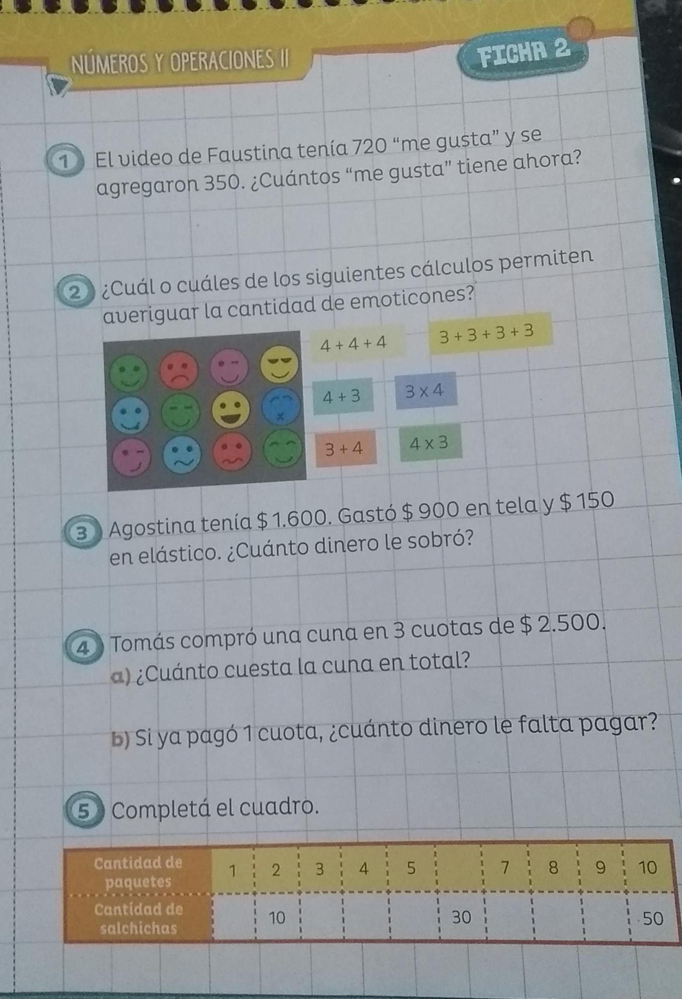 NÚMEROS Y OPERACIONES II
FICHA 2
1 El video de Faustina tenía 720 “me gusta” y se
agregaron 350. ¿Cuántos “me gusta” tiene ahora?
2 ¿Cuál o cuáles de los siguientes cálculos permiten
averiguar la cantidad de emoticones?
4 + 4 + 4 3 + 3 + 3 + 3
4 + 3 3 x 4
3 + 4 4 x 3
3 Agostina tenía $ 1.600. Gastó $ 900 en tela y $ 150
en elástico. ¿Cuánto dinero le sobró?
4 Tomás compró una cuna en 3 cuotas de $ 2.500.
a) ¿Cuánto cuesta la cuna en total?
b) Si ya pagó 1 cuota, ¿cuánto dinero le falta pagar?
5 Completá el cuadro.
Cantidad de
paquetes
1 2 3 4 5 7 8 9 10
Cantidad de
salchichas
10 30 50